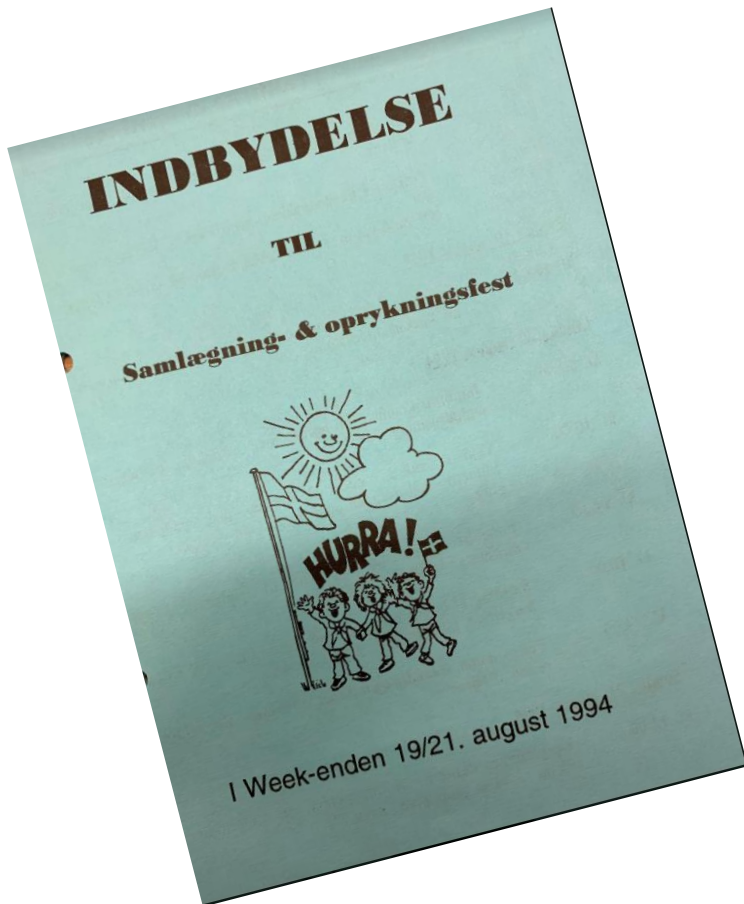 INDBYDELSE
TIL
Samlægning- & oprykningsfest
HURRA!
I Week-enden 19/21. august 1994